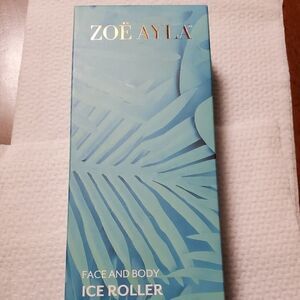 ZOË AYLA
FACE AND BODY
ICE ROLLER